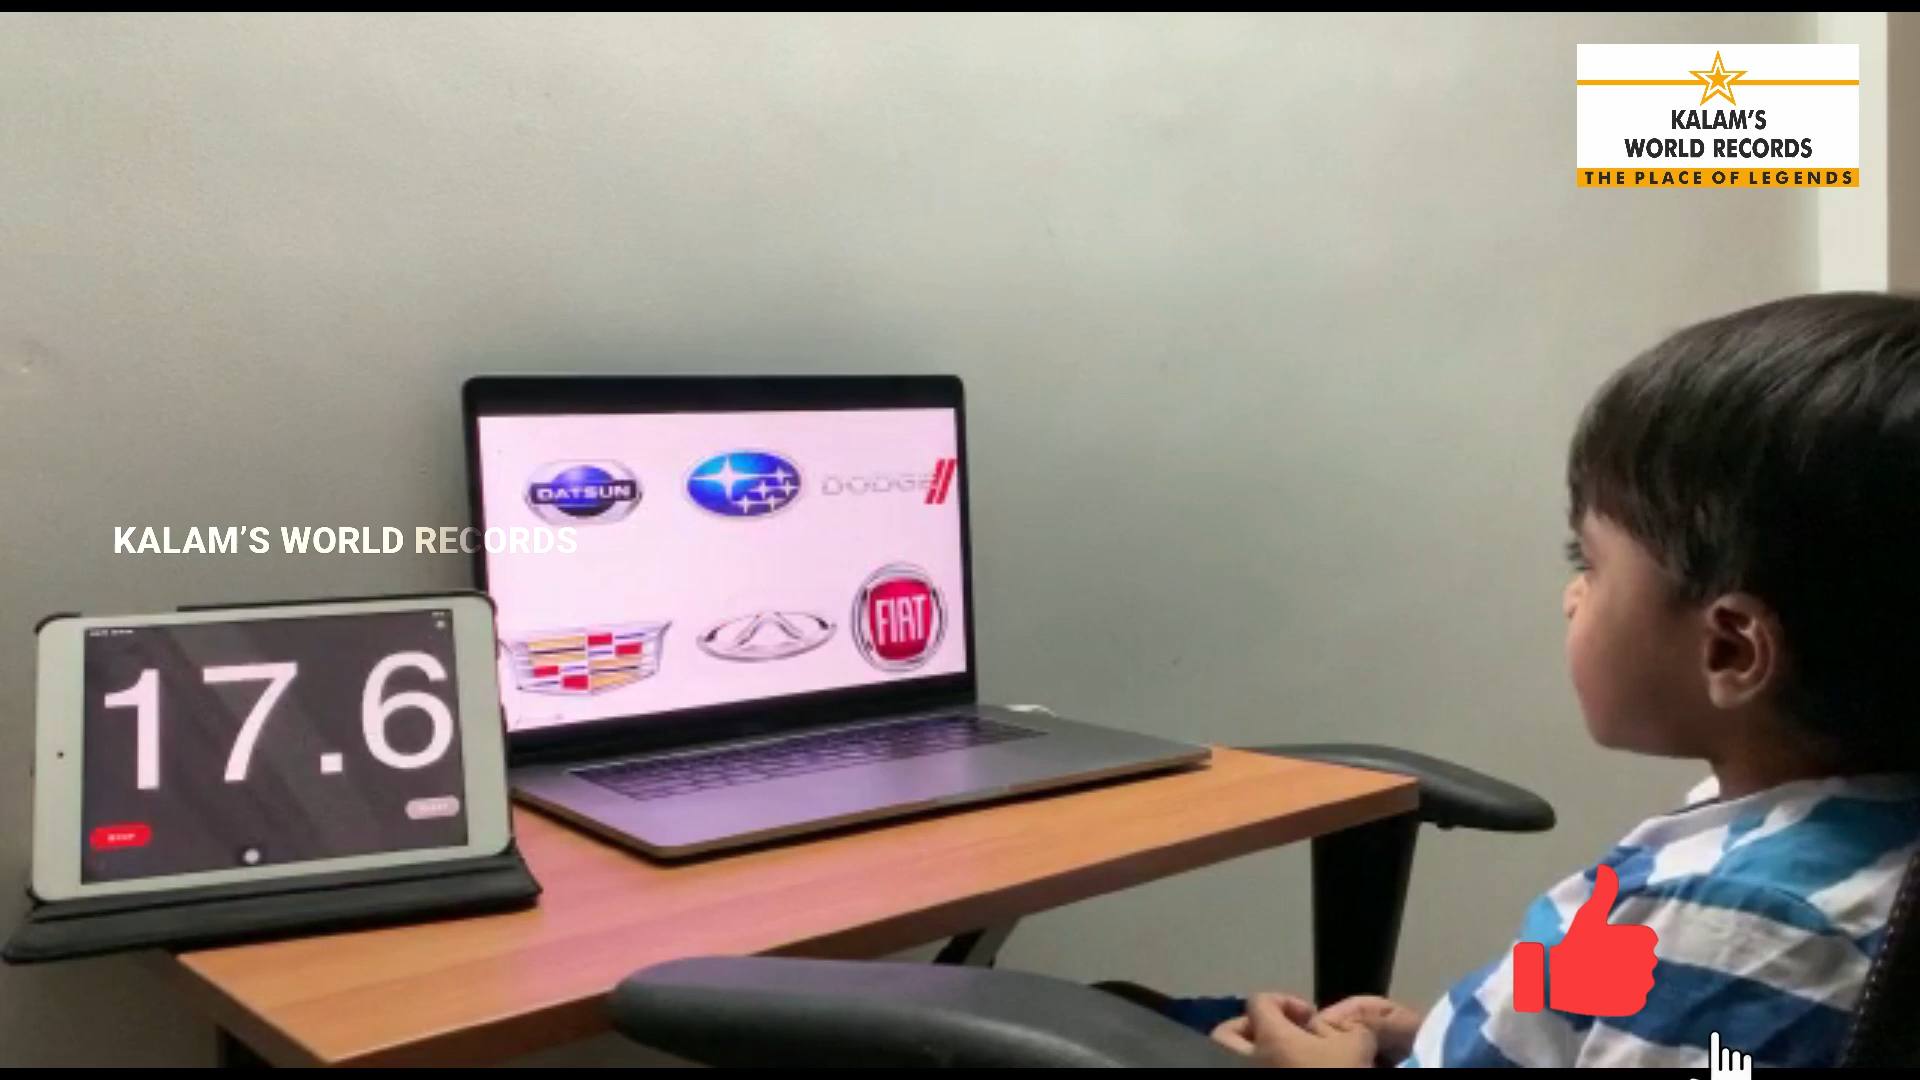 KALAM'S
WORLD RECORDS
THE PLACE OF LEGENDS
DATSUN
DODGE
KALAM'S WORLD RECORDS
FIAT
17.6